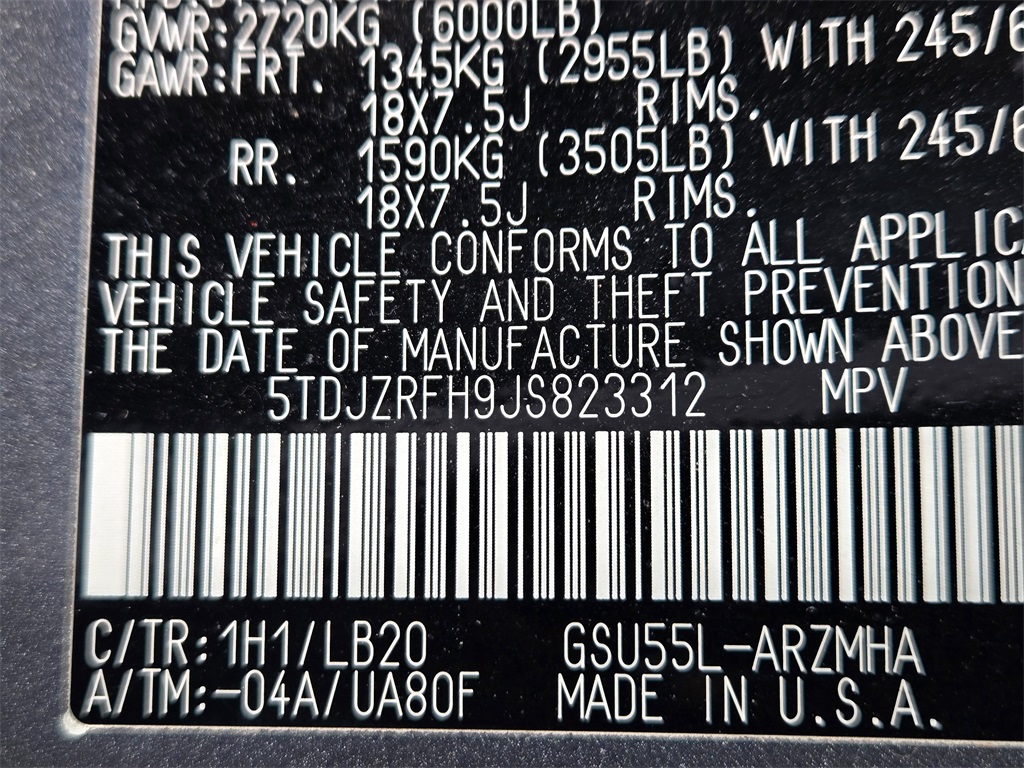 GVWR:2720KG (6000LB)
GAWR:FRT. 1345KG (2955LB) WITH 245/6
18X7.5J RIMS.
RR. 1590KG (3505LB) WITH 245/6
18X7.5J RIMS.
THIS VEHICLE CONFORMS TO ALL APPLIC
VEHICLE SAFETY AND THEFT PREVENTION
THE DATE OF MANUFACTURE SHOWN ABOVE
5TDJZRFH9JS823312 MPV
C/TR:1H1/LB20 GSU55L-ARZMHA
A/TM:-04A/UA80F MADE IN U.S.A.